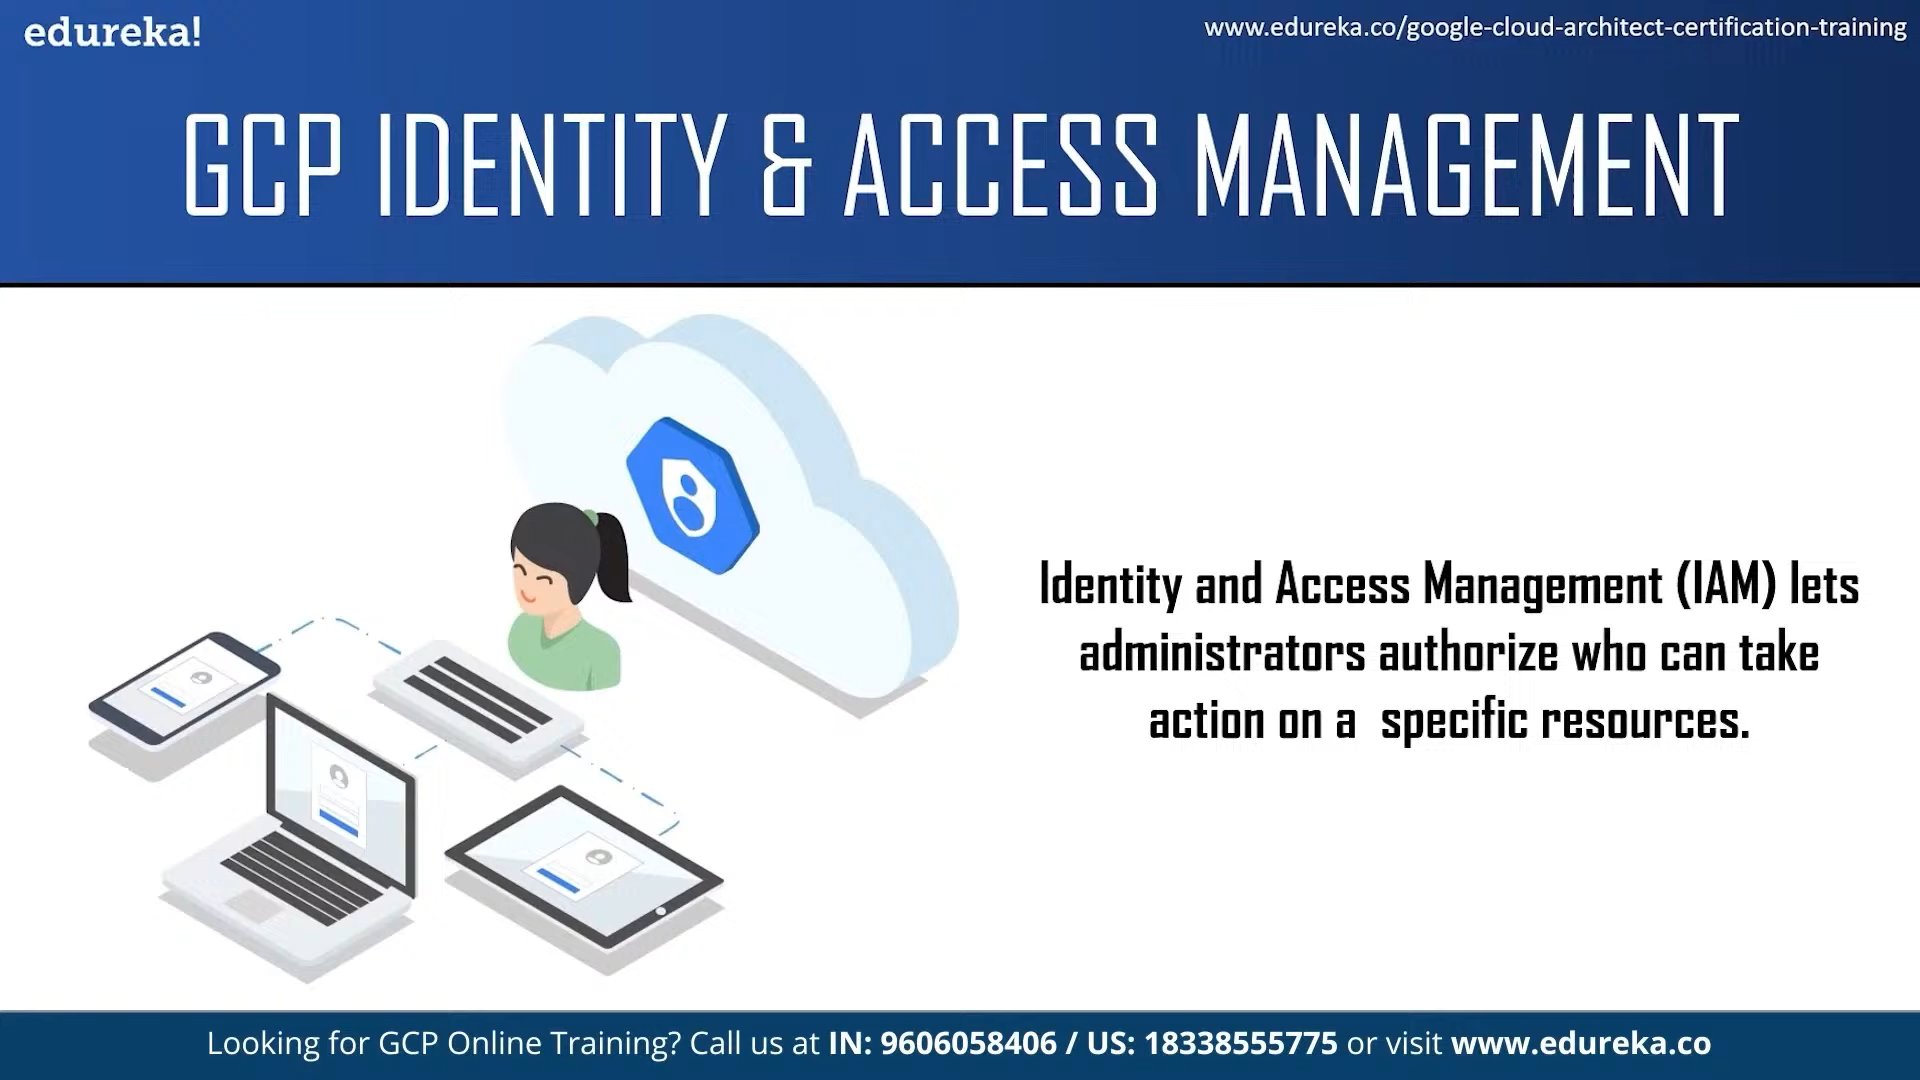 edureka!
www.edureka.co/google-cloud-architect-certification-training
GCP IDENTITY & ACCESS MANAGEMENT
Identity and Access Management (IAM) lets
administrators authorize who can take
action on a specific resources.
Looking for GCP Online Training? Call us at IN: 9606058406 / US: 18338555775 or visit www.edureka.co